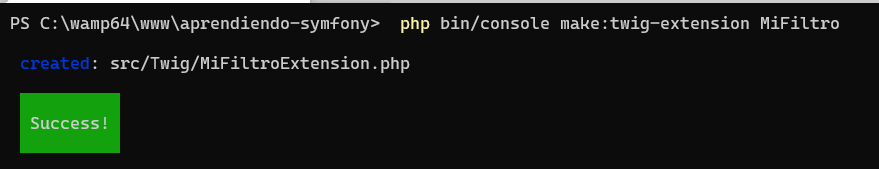 PS C:\wamp64\www\aprendiendo-symfony>  php bin/console make:twig-extension MiFiltro
created: src/Twig/MiFiltroExtension.php
Success!